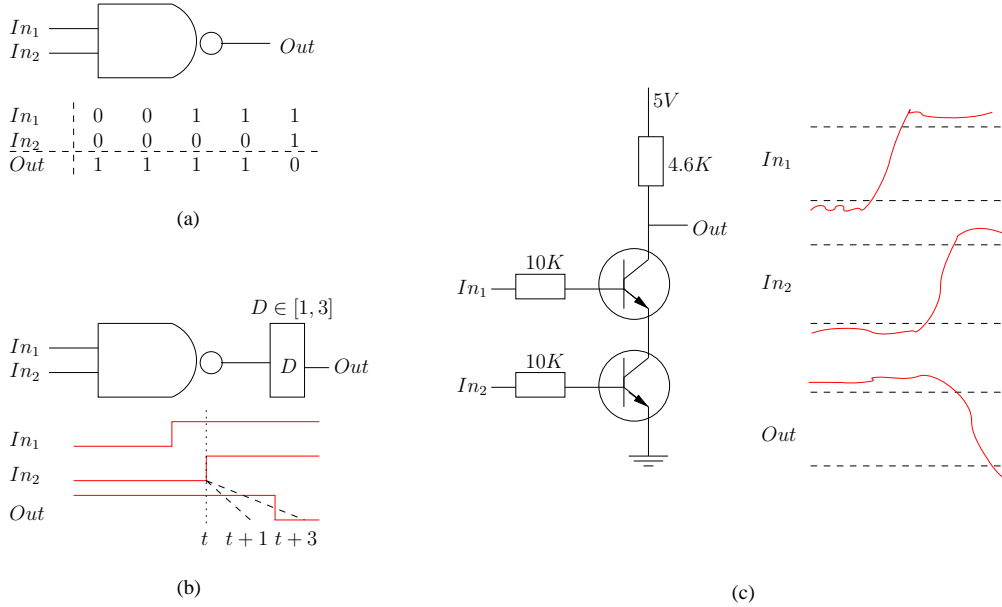 In₁
In₂
Out
In₁ 0 0 1 1 1
In₂ 0 0 0 0 1
Out 1 1 1 1 0
(a)
D ∈ [1, 3]
In₁
In₂
D
Out
In₁
In₂
Out
t t + 1 t + 3
(b)
5V
4.6K
Out
10K
In₁
10K
In₂
In₁
In₂
Out
(c)